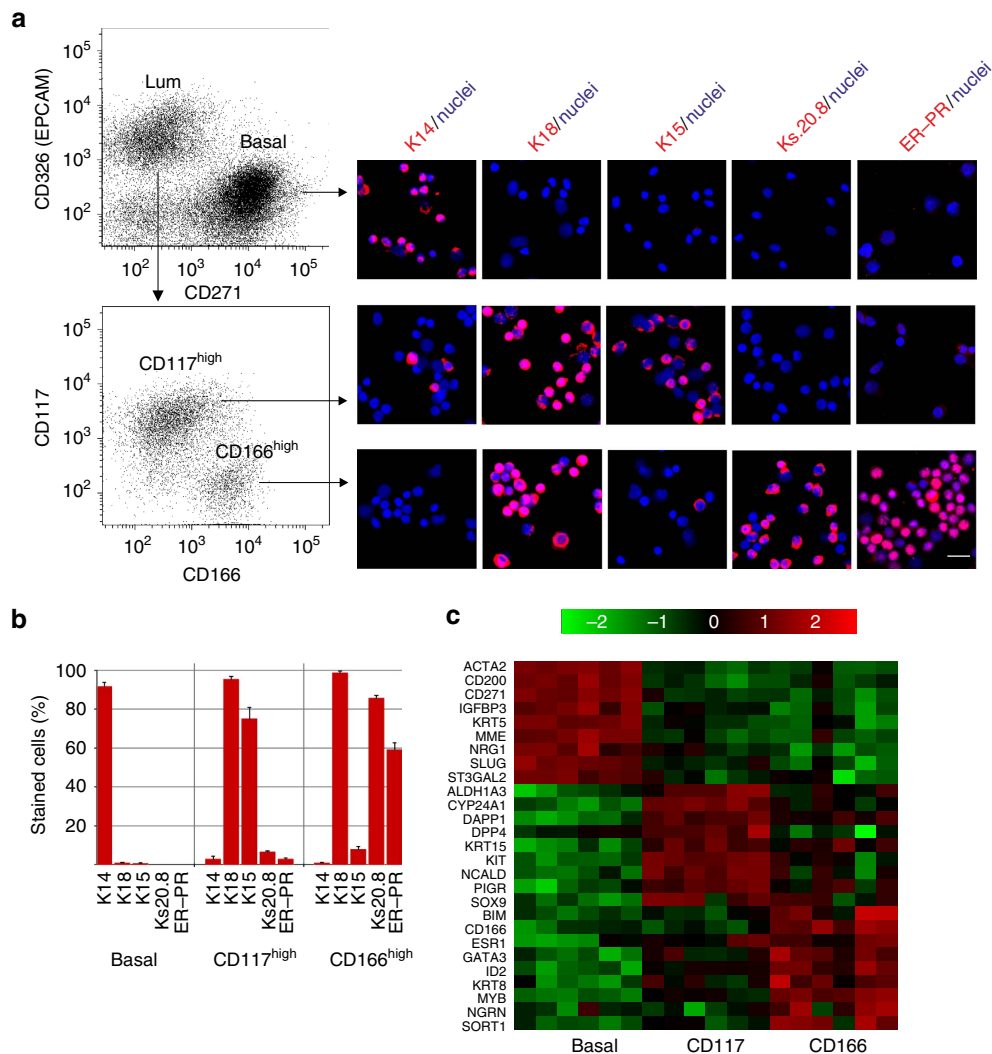 a
CD326 (EPCAM)
10^5
10^4
10^3
10^2
Lum
Basal
10^2 10^3 10^4 10^5
CD271
K14/nuclei
K18/nuclei
K15/nuclei
Ks.20.8/nuclei
ER–PR/nuclei
CD117
10^5
10^4
10^3
10^2
CD117^high
CD166^high
10^2 10^3 10^4 10^5
CD166
b
Stained cells (%)
100
80
60
40
20
K14 K18 K15 Ks20.8 ER–PR K14 K18 K15 Ks20.8 ER–PR K14 K18 K15 Ks20.8 ER–PR
Basal CD117^high CD166^high
c
–2 –1 0 1 2
ACTA2
CD200
CD271
IGFBP3
KRT5
MME
NRG1
SLUG
ST3GAL2
ALDH1A3
CYP24A1
DAPP1
DPP4
KRT15
KIT
NCALD
PIGR
SOX9
BIM
CD166
ESR1
GATA3
ID2
KRT8
MYB
NGRN
SORT1
Basal CD117 CD166